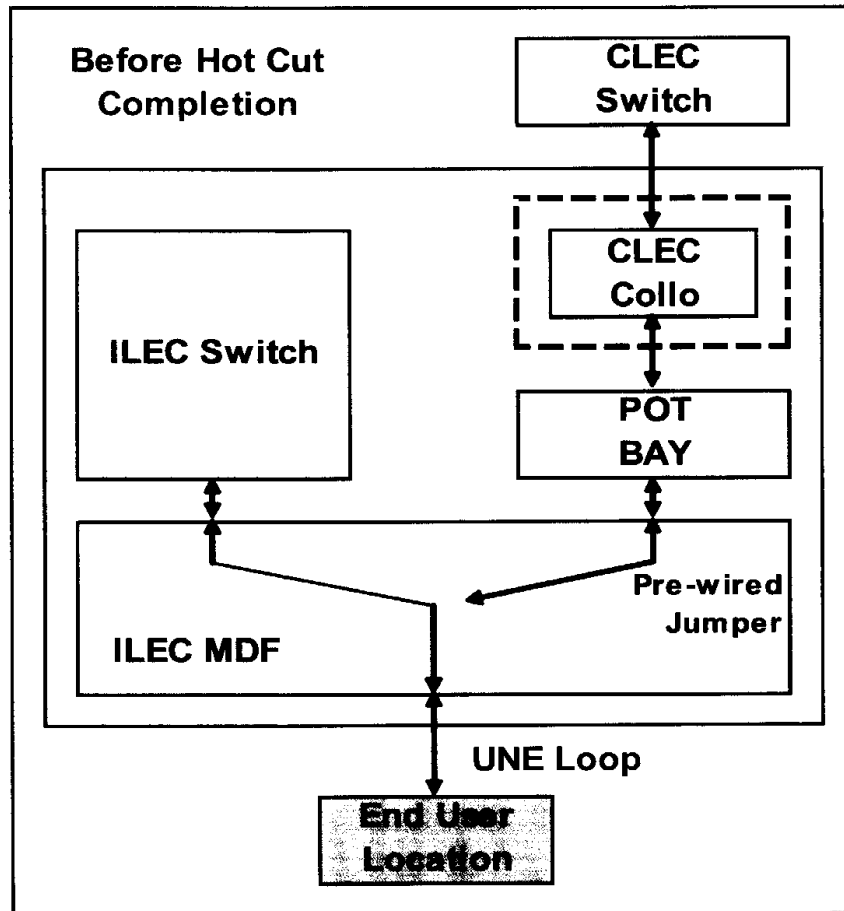 Before Hot Cut
Completion
CLEC
Switch
CLEC
Collo
ILEC Switch
POT
BAY
Pre-wired
Jumper
ILEC MDF
UNE Loop
End User
Location